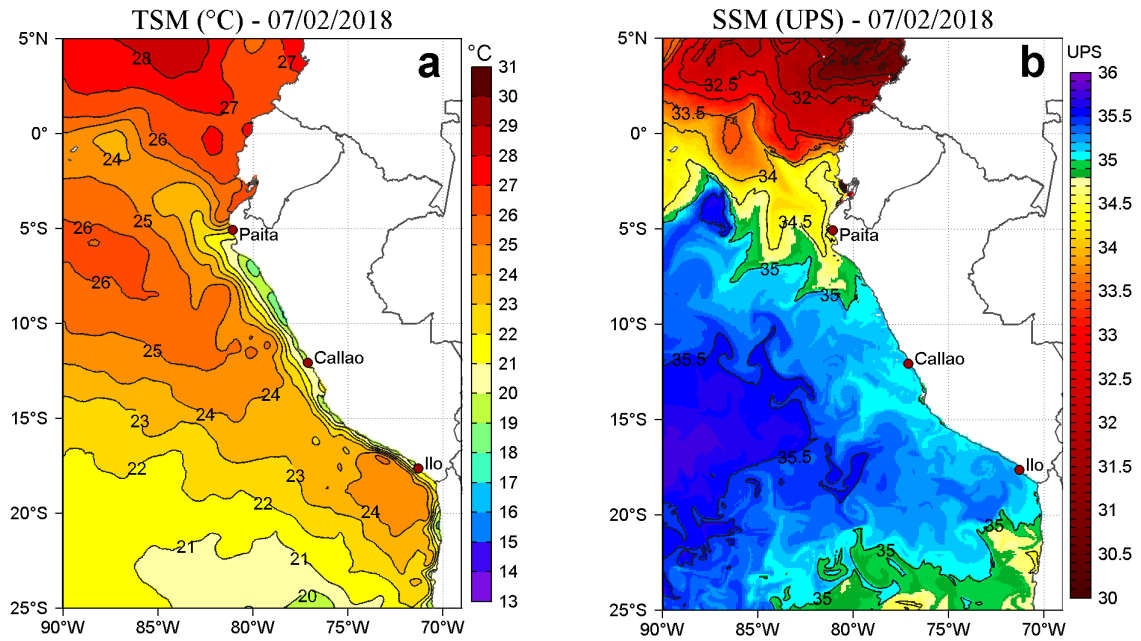 TSM (°C) - 07/02/2018
SSM (UPS) - 07/02/2018
a
b
°C
UPS
5°N
0°
5°S
10°S
15°S
20°S
25°S
90°W
85°W
80°W
75°W
70°W
28
27
27
26
24
25
26
26
25
24
24
23
22
23
22
24
21
21
20
Paita
Callao
Ilo
31
30
29
28
27
26
25
24
23
22
21
20
19
18
17
16
15
14
13
5°N
0°
5°S
10°S
15°S
20°S
25°S
90°W
85°W
80°W
75°W
70°W
32.5
32
33.5
34
34.5
35
35
35.5
35.5
35
35
35
Paita
Callao
Ilo
36
35.5
35
34.5
34
33.5
33
32.5
32
31.5
31
30.5
30